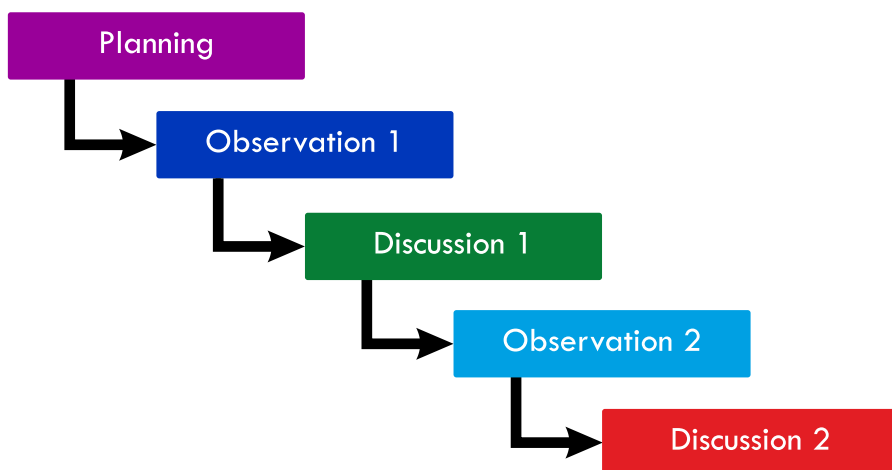 Planning
Observation 1
Discussion 1
Observation 2
Discussion 2